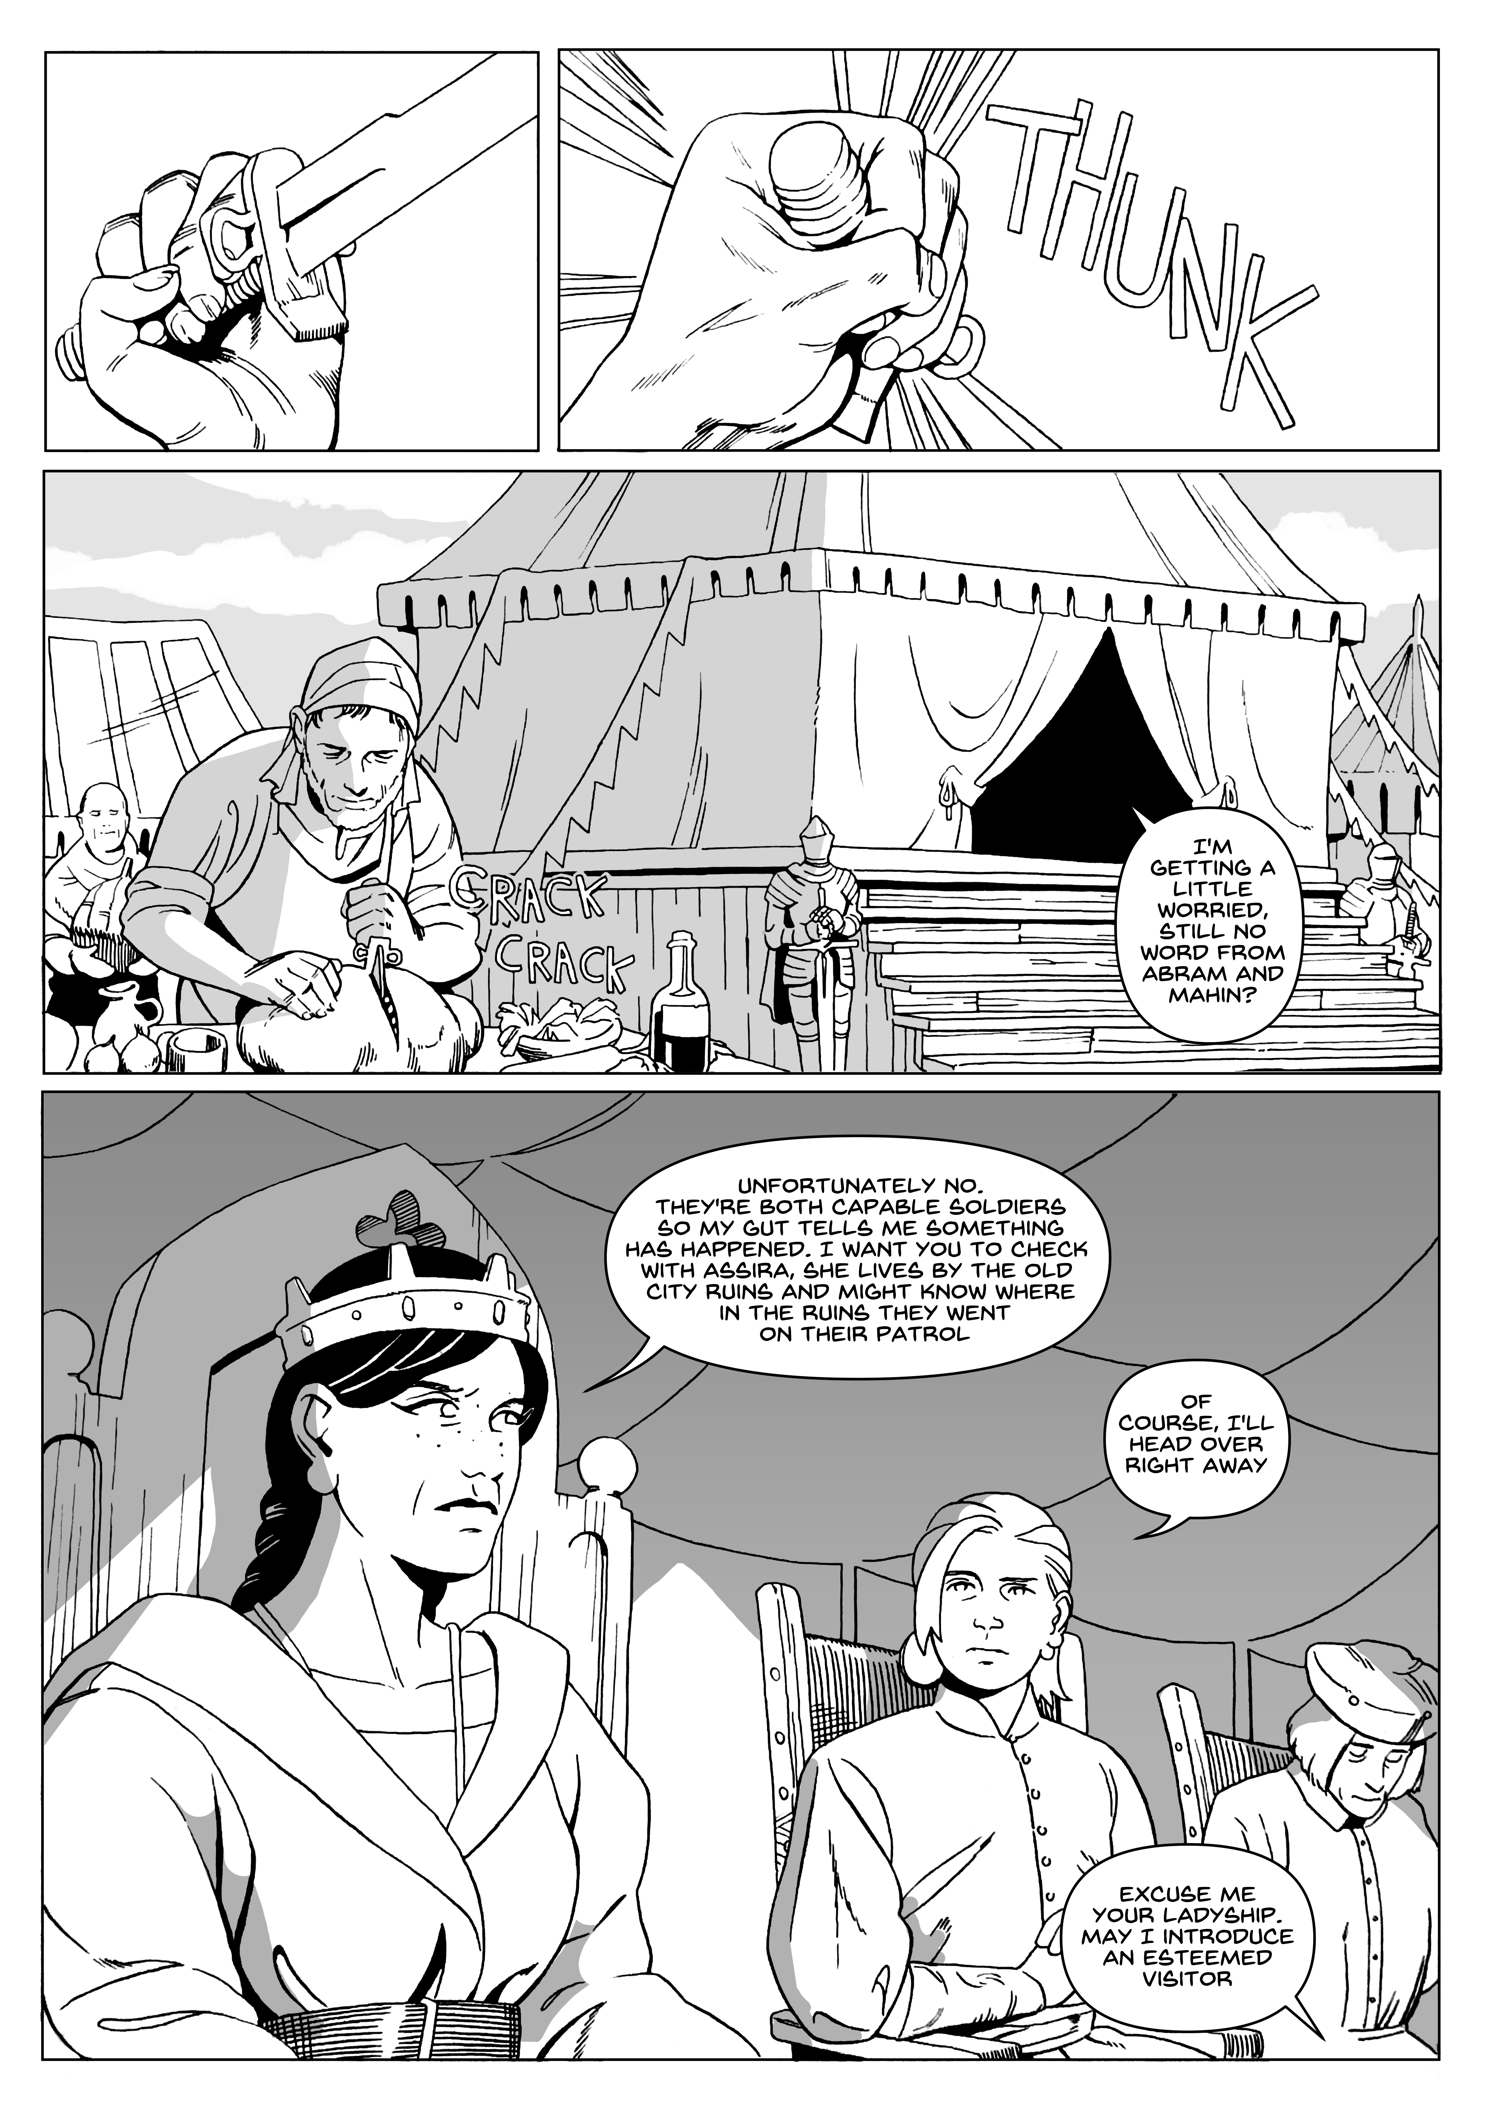 THUNK
CRACK
CRACK
I'M
GETTING A
LITTLE
WORRIED,
STILL NO
WORD FROM
ABRAM AND
MAHIN?
UNFORTUNATELY NO.
THEY'RE BOTH CAPABLE SOLDIERS
SO MY GUT TELLS ME SOMETHING
HAS HAPPENED. I WANT YOU TO CHECK
WITH ASSIRA, SHE LIVES BY THE OLD
CITY RUINS AND MIGHT KNOW WHERE
IN THE RUINS THEY WENT
ON THEIR PATROL
OF
COURSE, I'LL
HEAD OVER
RIGHT AWAY
EXCUSE ME
YOUR LADYSHIP.
MAY I INTRODUCE
AN ESTEEMED
VISITOR